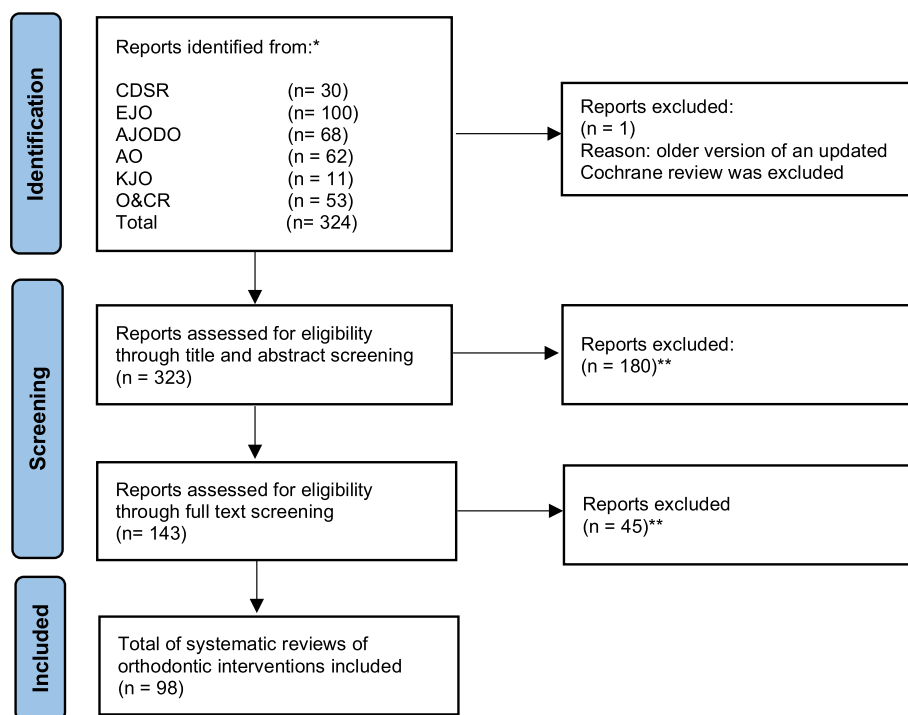 Identification
Reports identified from:*
CDSR (n= 30)
EJO (n= 100)
AJODO (n= 68)
AO (n= 62)
KJO (n= 11)
O&CR (n= 53)
Total (n= 324)
Reports excluded:
(n = 1)
Reason: older version of an updated
Cochrane review was excluded
Screening
Reports assessed for eligibility
through title and abstract screening
(n = 323)
Reports excluded:
(n = 180)**
Reports assessed for eligibility
through full text screening
(n= 143)
Reports excluded
(n = 45)**
Included
Total of systematic reviews of
orthodontic interventions included
(n = 98)